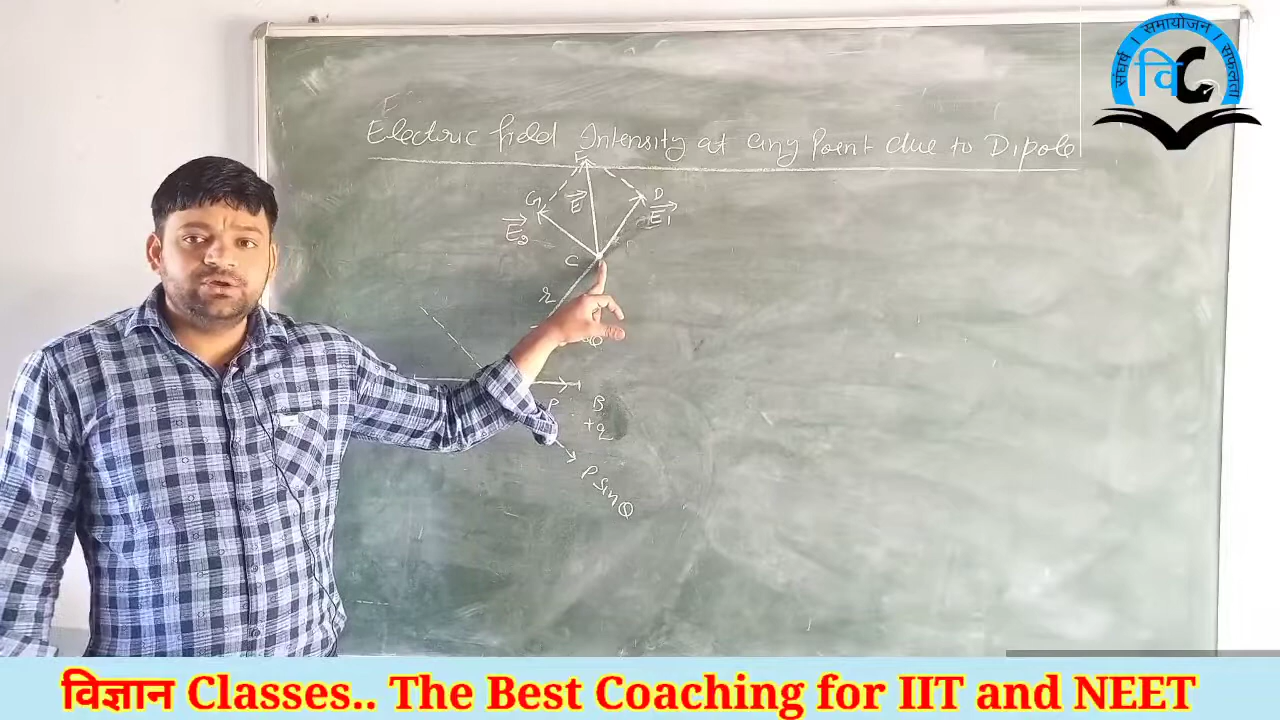 संघर्ष । समायोजन । सफलता
विC
Electric field Intensity at any Point due to Dipole
E
G
D
E
E₂
E₁
C
r
θ
P
B
+q
P sinθ
विज्ञान Classes.. The Best Coaching for IIT and NEET